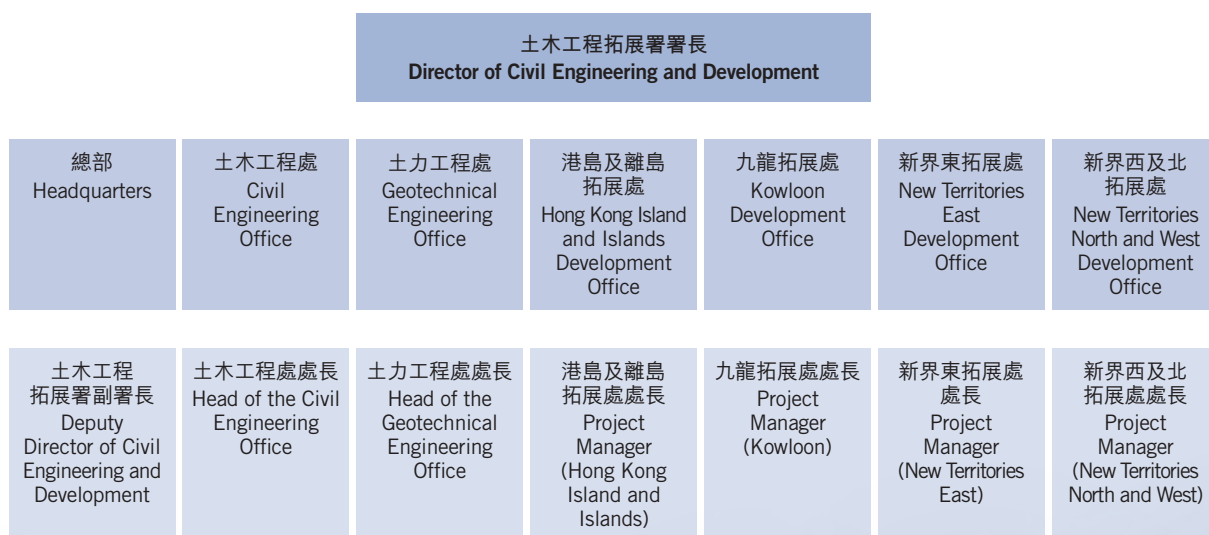 土木工程拓展署署長
Director of Civil Engineering and Development
總部
Headquarters
土木工程處
Civil
Engineering
Office
土力工程處
Geotechnical
Engineering
Office
港島及離島
拓展處
Hong Kong Island
and Islands
Development
Office
九龍拓展處
Kowloon
Development
Office
新界東拓展處
New Territories
East
Development
Office
新界西及北
拓展處
New Territories
North and West
Development
Office
土木工程
拓展署副署長
Deputy
Director of Civil
Engineering and
Development
土木工程處處長
Head of the Civil
Engineering
Office
土力工程處處長
Head of the
Geotechnical
Engineering
Office
港島及離島
拓展處處長
Project
Manager
(Hong Kong
Island and
Islands)
九龍拓展處處長
Project
Manager
(Kowloon)
新界東拓展處
處長
Project
Manager
(New Territories
East)
新界西及北
拓展處處長
Project
Manager
(New Territories
North and West)